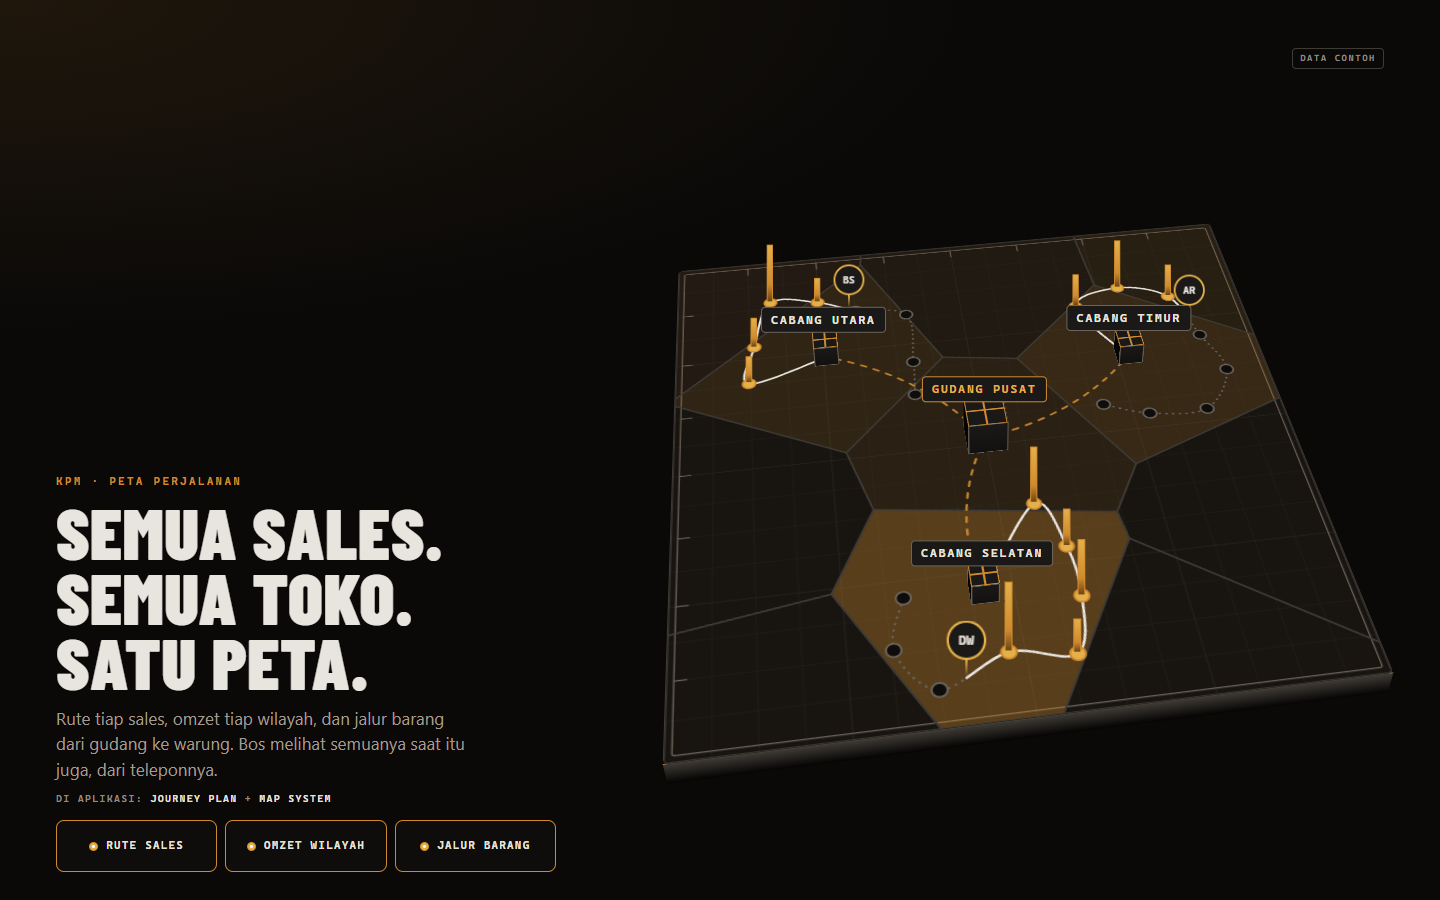 DATA CONTOH
BS
AR
CABANG UTARA
CABANG TIMUR
GUDANG PUSAT
CABANG SELATAN
DW
KPM · PETA PERJALANAN
SEMUA SALES.
SEMUA TOKO.
SATU PETA.
Rute tiap sales, omzet tiap wilayah, dan jalur barang
dari gudang ke warung. Bos melihat semuanya saat itu
juga, dari teleponnya.
DI APLIKASI: JOURNEY PLAN + MAP SYSTEM
RUTE SALES
OMZET WILAYAH
JALUR BARANG